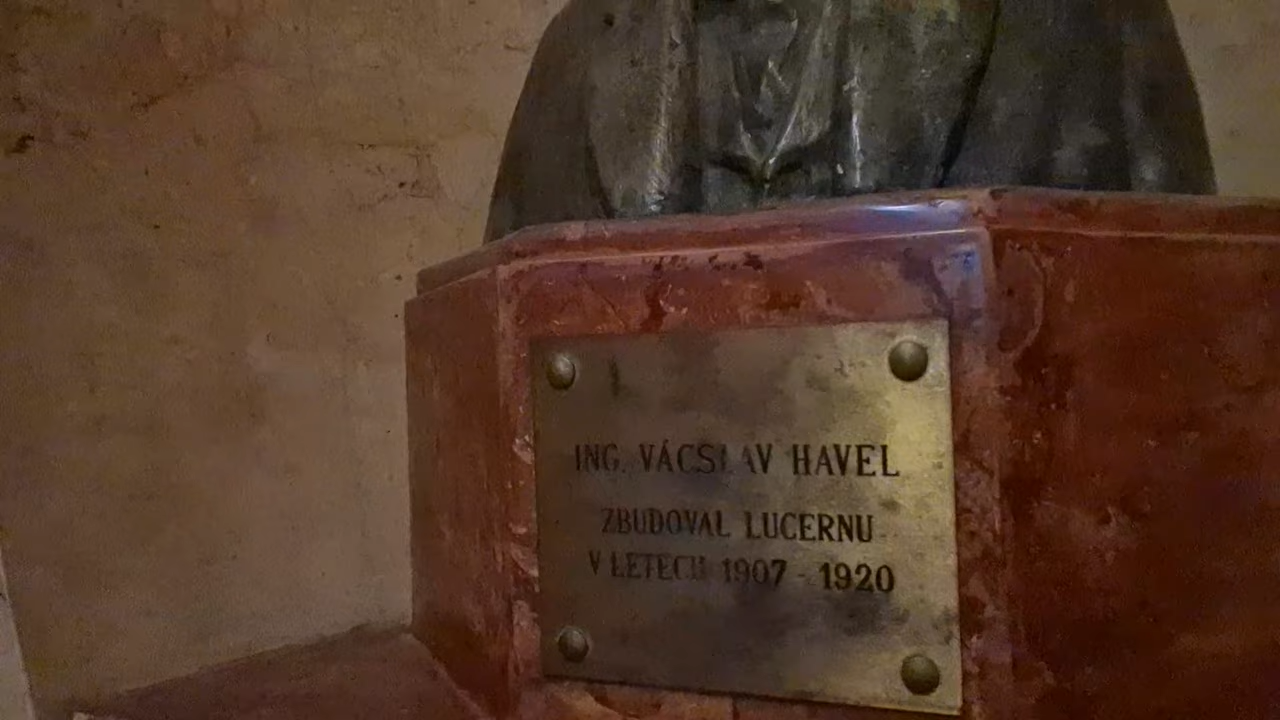 ING. VÁCSLAV HAVEL
ZBUDOVAL LUCERNU
V LETECH 1907 - 1920